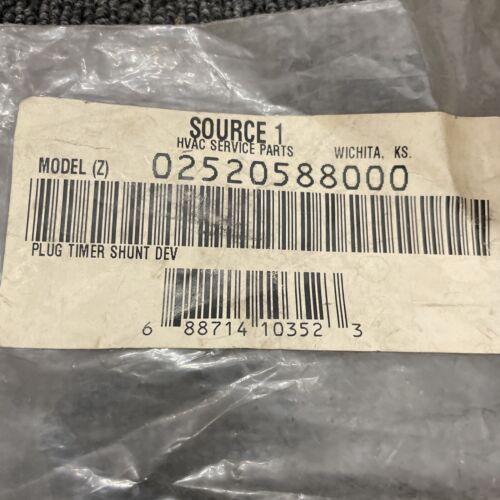 SOURCE 1
HVAC SERVICE PARTS WICHITA, KS.
MODEL (Z) 02520588000
PLUG TIMER SHUNT DEV
6 88714 10352 3